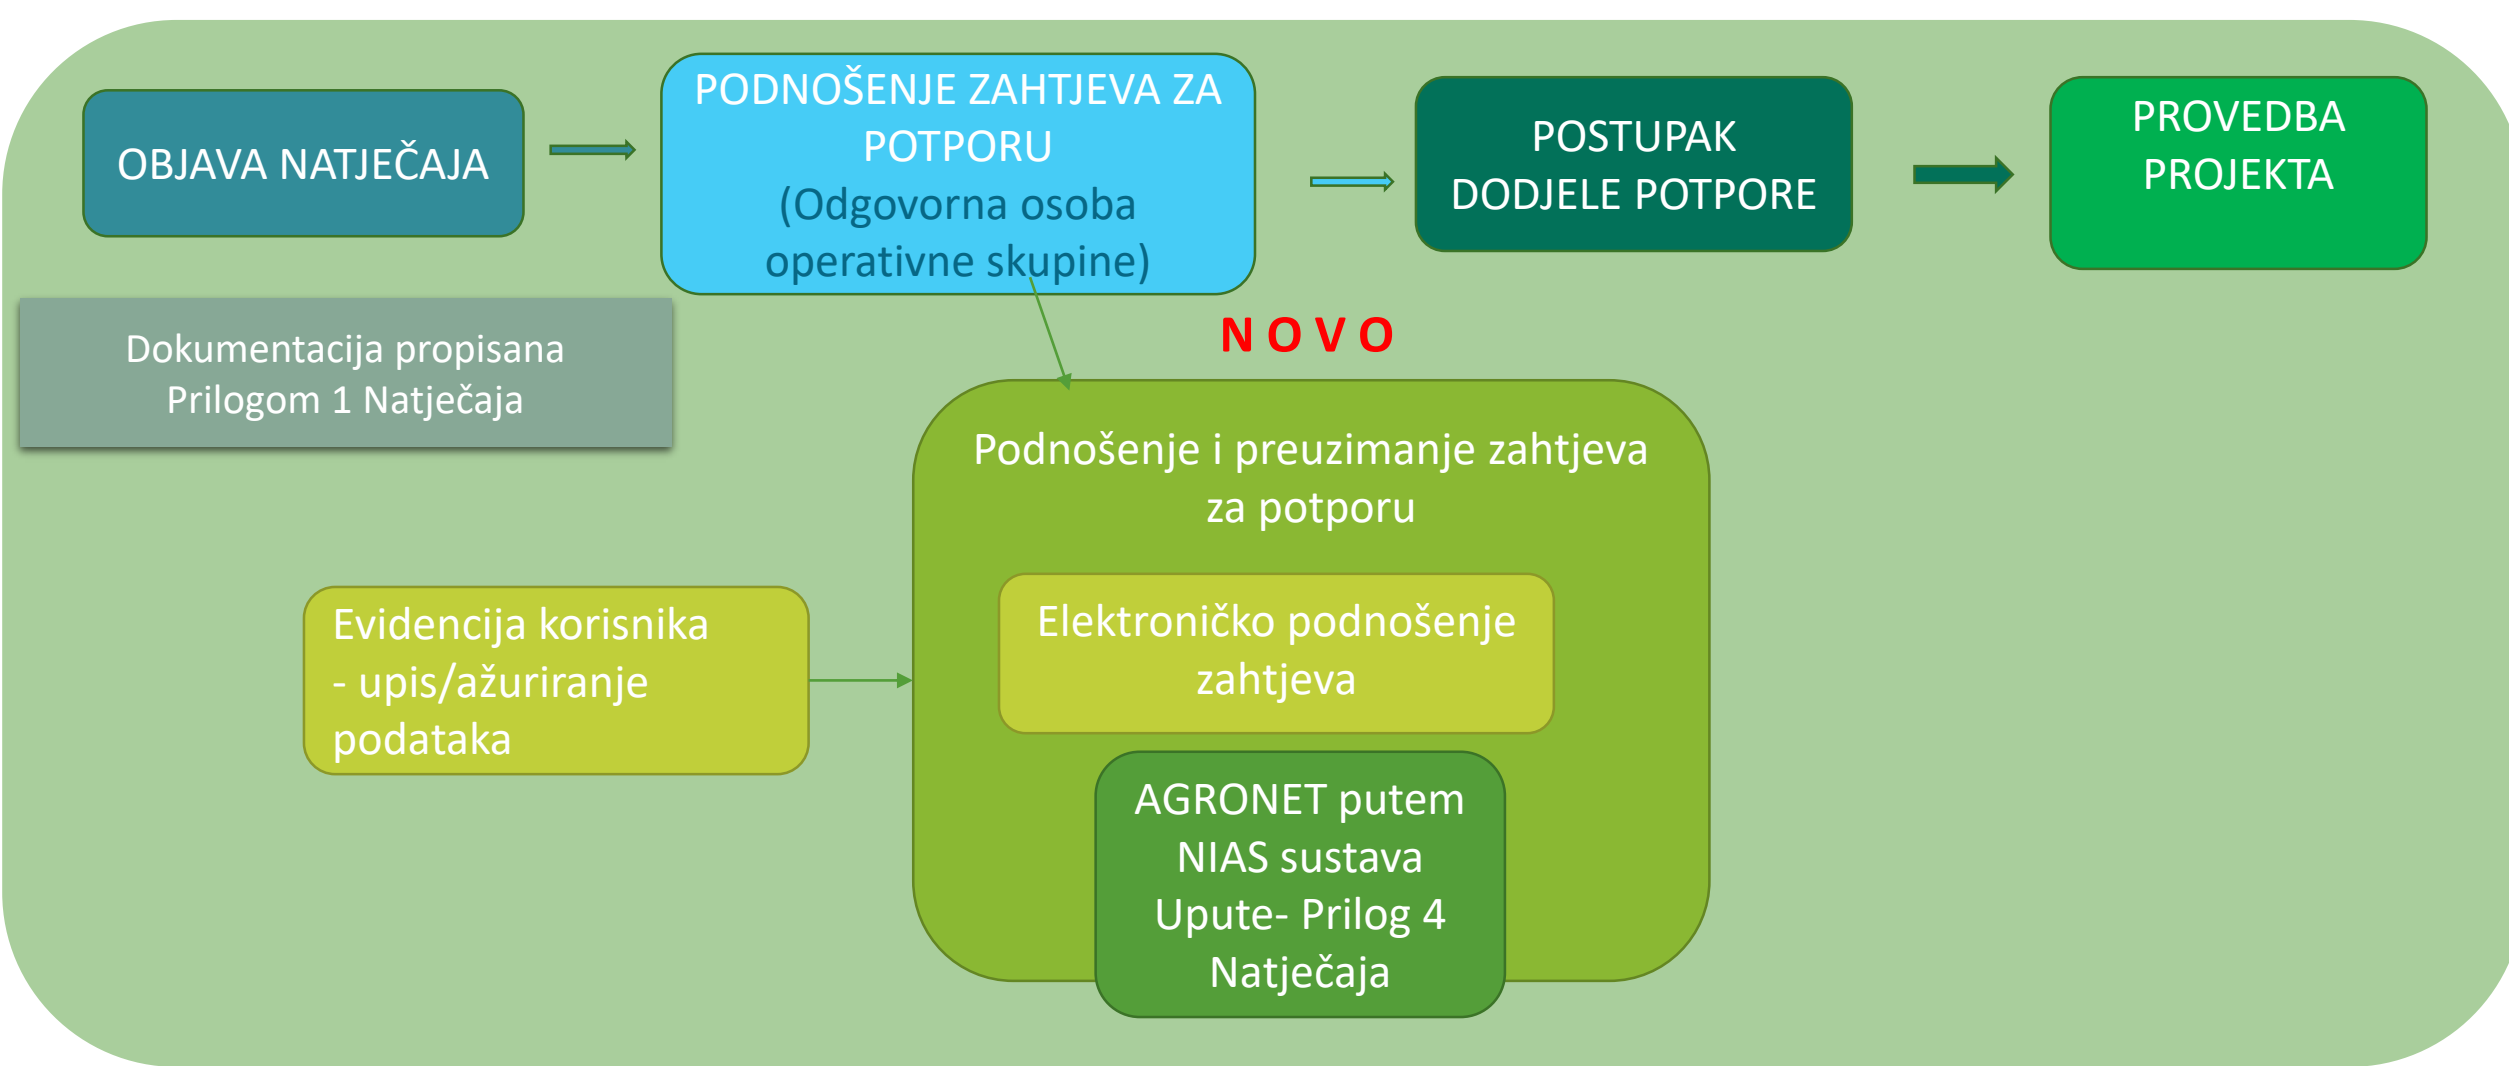 OBJAVA NATJEČAJA
PODNOŠENJE ZAHTJEVA ZA
POTPORU
(Odgovorna osoba
operativne skupine)
POSTUPAK
DODJELE POTPORE
PROVEDBA
PROJEKTA
Dokumentacija propisana
Prilogom 1 Natječaja
N O V O
Podnošenje i preuzimanje zahtjeva
za potporu
Evidencija korisnika
- upis/ažuriranje
podataka
Elektroničko podnošenje
zahtjeva
AGRONET putem
NIAS sustava
Upute- Prilog 4
Natječaja